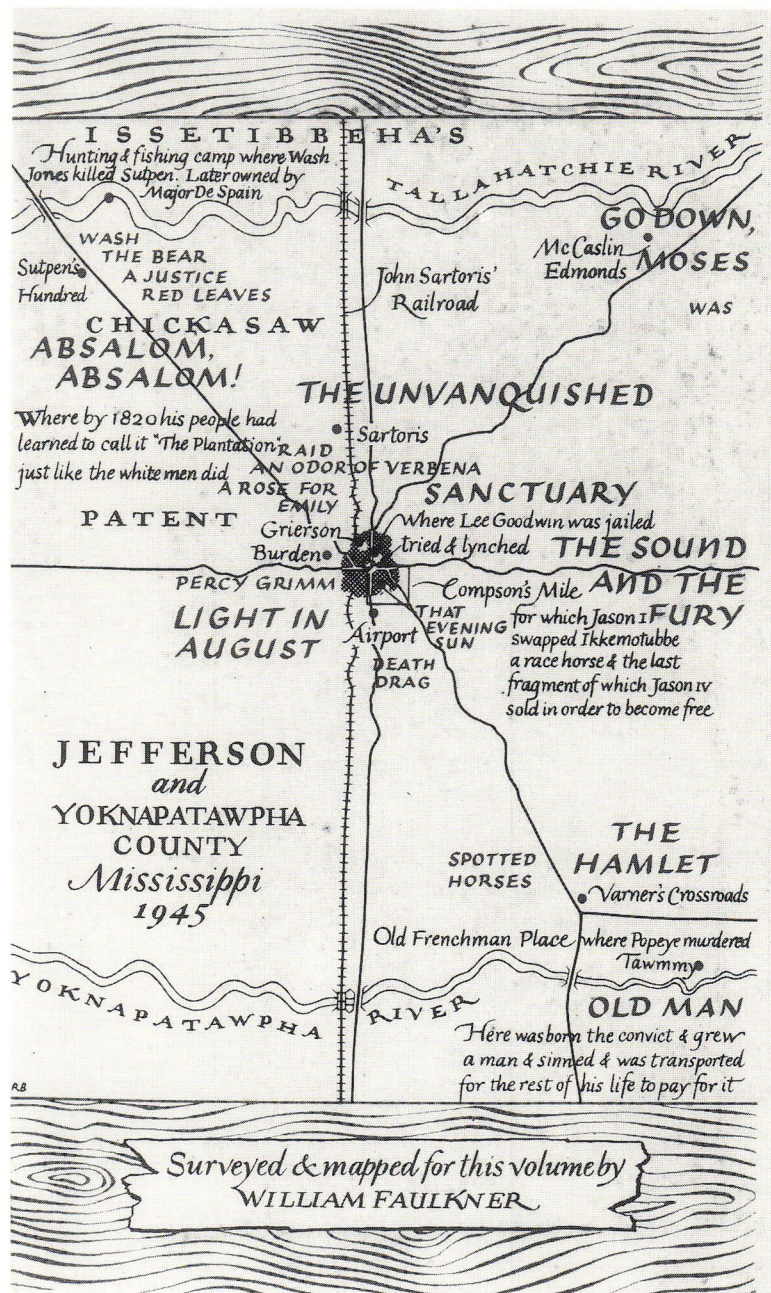 ISSETIBBEHA'S
Hunting & fishing camp where Wash
Jones killed Sutpen. Later owned by
Major De Spain
TALLAHATCHIE RIVER
GO DOWN,
MOSES
McCaslin
Edmonds
WAS
WASH
THE BEAR
A JUSTICE
RED LEAVES
Sutpen's
Hundred
John Sartoris'
Railroad
CHICKASAW
ABSALOM,
ABSALOM!
THE UNVANQUISHED
Where by 1820 his people had
learned to call it "The Plantation"
just like the white men did
Sartoris
RAID
AN ODOR OF VERBENA
A ROSE FOR
EMILY
SANCTUARY
where Lee Goodwin was jailed
tried & lynched
PATENT
Grierson
Burden
THE SOUND
AND THE
FURY
PERCY GRIMM
Compson's Mile
for which Jason I
swapped Ikkemotubbe
a race horse & the last
fragment of which Jason IV
sold in order to become free
LIGHT IN
AUGUST
Airport
THAT
EVENING
SUN
DEATH
DRAG
JEFFERSON
and
YOKNAPATAWPHA
COUNTY
Mississippi
1945
THE
HAMLET
SPOTTED
HORSES
Varner's Crossroads
Old Frenchman Place where Popeye murdered
Tawmmy
YOKNAPATAWPHA RIVER
OLD MAN
Here was born the convict & grew
a man & sinned & was transported
for the rest of his life to pay for it
RB
Surveyed & mapped for this volume by
WILLIAM FAULKNER